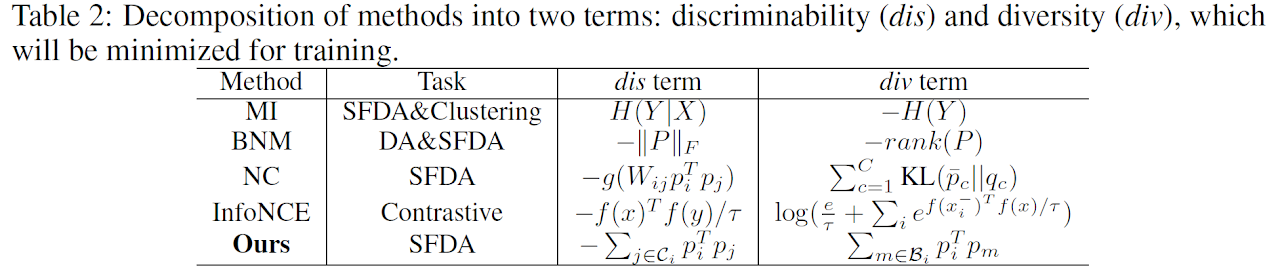 Table 2: Decomposition of methods into two terms: discriminability (dis) and diversity (div), which
will be minimized for training.
Method Task dis term div term
MI SFDA&Clustering H(Y|X) −H(Y)
BNM DA&SFDA −‖P‖_F −rank(P)
NC SFDA −g(W_{ij}p_i^T p_j) ∑_{c=1}^{C} KL(p̄_c||q_c)
InfoNCE Contrastive −f(x)^T f(y)/τ log(e/τ + ∑_i e^{f(x_i^−)^T f(x)/τ})
Ours SFDA −∑_{j∈𝒞_i} p_i^T p_j ∑_{m∈ℬ_i} p_i^T p_m